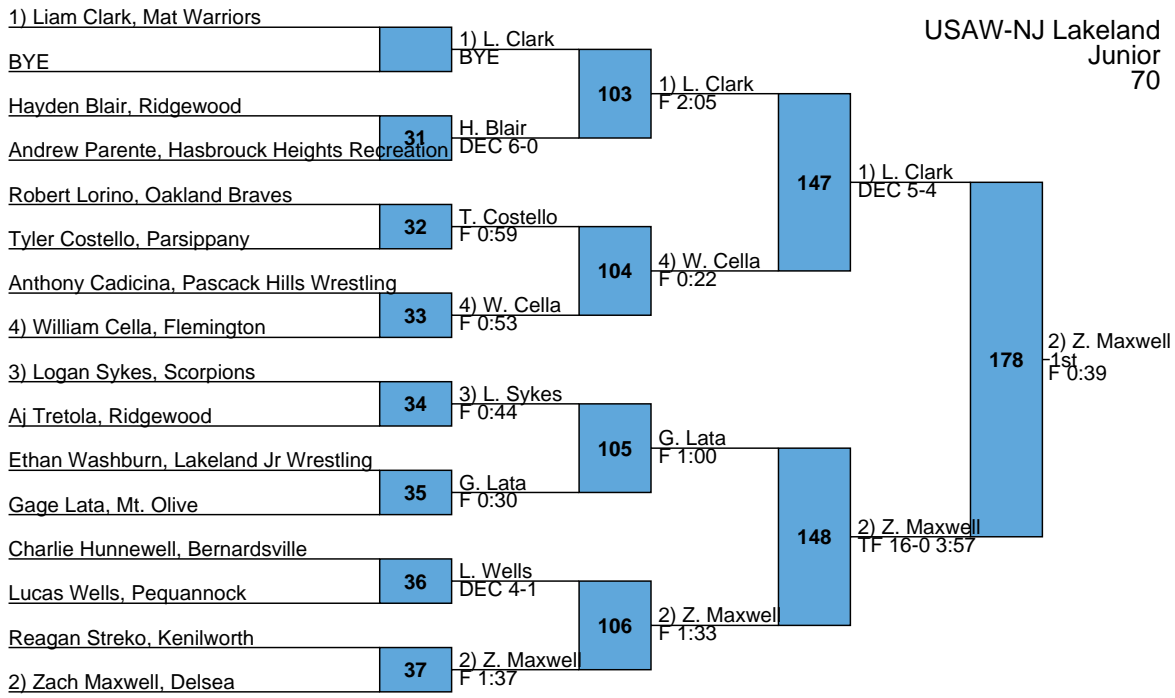 USAW-NJ Lakeland
Junior
70
1) Liam Clark, Mat Warriors
BYE
Hayden Blair, Ridgewood
Andrew Parente, Hasbrouck Heights Recreation
Robert Lorino, Oakland Braves
Tyler Costello, Parsippany
Anthony Cadicina, Pascack Hills Wrestling
4) William Cella, Flemington
3) Logan Sykes, Scorpions
Aj Tretola, Ridgewood
Ethan Washburn, Lakeland Jr Wrestling
Gage Lata, Mt. Olive
Charlie Hunnewell, Bernardsville
Lucas Wells, Pequannock
Reagan Streko, Kenilworth
2) Zach Maxwell, Delsea
31
32
33
34
35
36
37
1) L. Clark
BYE
H. Blair
DEC 6-0
T. Costello
F 0:59
4) W. Cella
F 0:53
3) L. Sykes
F 0:44
G. Lata
F 0:30
L. Wells
DEC 4-1
2) Z. Maxwell
F 1:37
103
104
105
106
1) L. Clark
F 2:05
4) W. Cella
F 0:22
G. Lata
F 1:00
2) Z. Maxwell
F 1:33
147
148
1) L. Clark
DEC 5-4
2) Z. Maxwell
TF 16-0 3:57
178
2) Z. Maxwell
1st
F 0:39